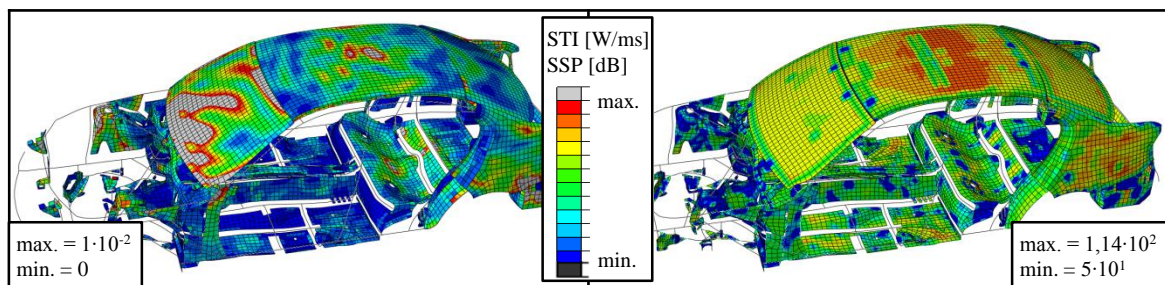 STI [W/ms]
SSP [dB]
max.
min.
max. = 1·10⁻²
min. = 0
max. = 1,14·10²
min. = 5·10¹